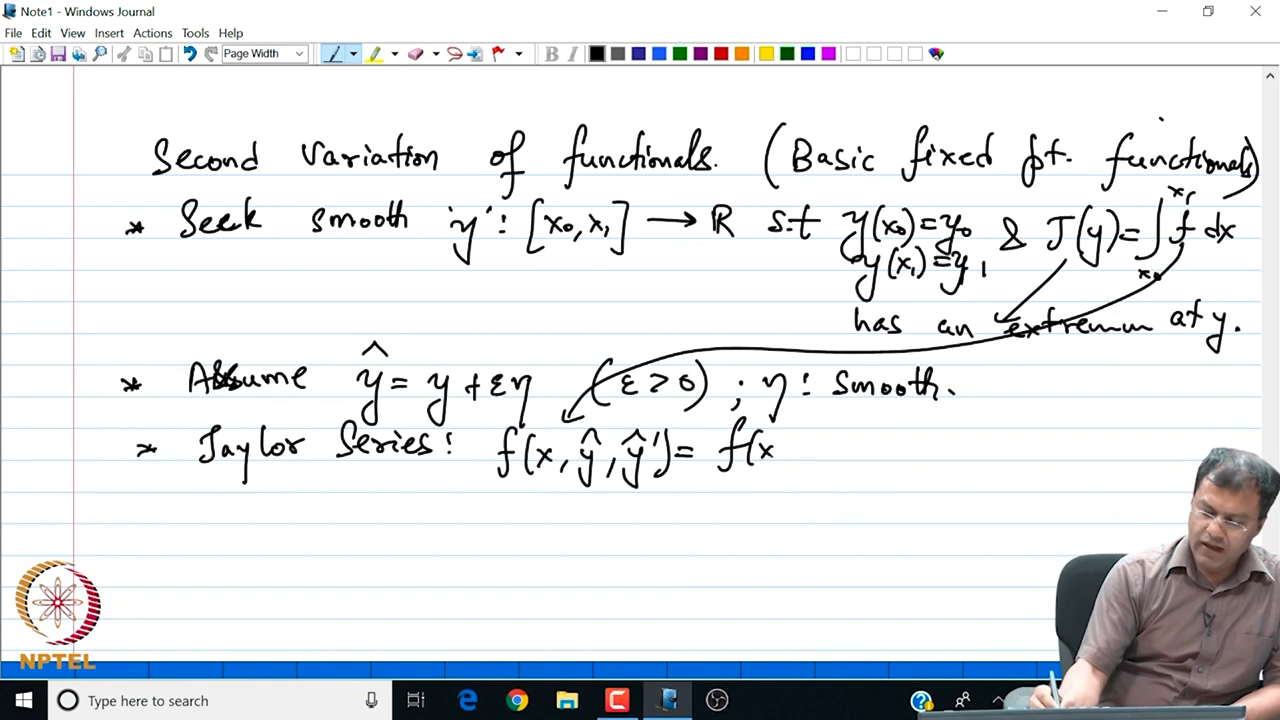 Note1 - Windows Journal
File Edit View Insert Actions Tools Help
Page Width
Second Variation of functionals. (Basic fixed pt. functionals)
* Seek smooth 'y': [x₀, x₁] → R s.t y(x₀)=y₀ & J(y)=∫ₓ₀ˣ¹ f dx
y(x₁)=y₁
has an extremum at y.
* Assume ŷ = y + εη (ε > 0) ; η : smooth.
* Taylor Series: f(x, ŷ, ŷ') = f(x
NPTEL
Type here to search